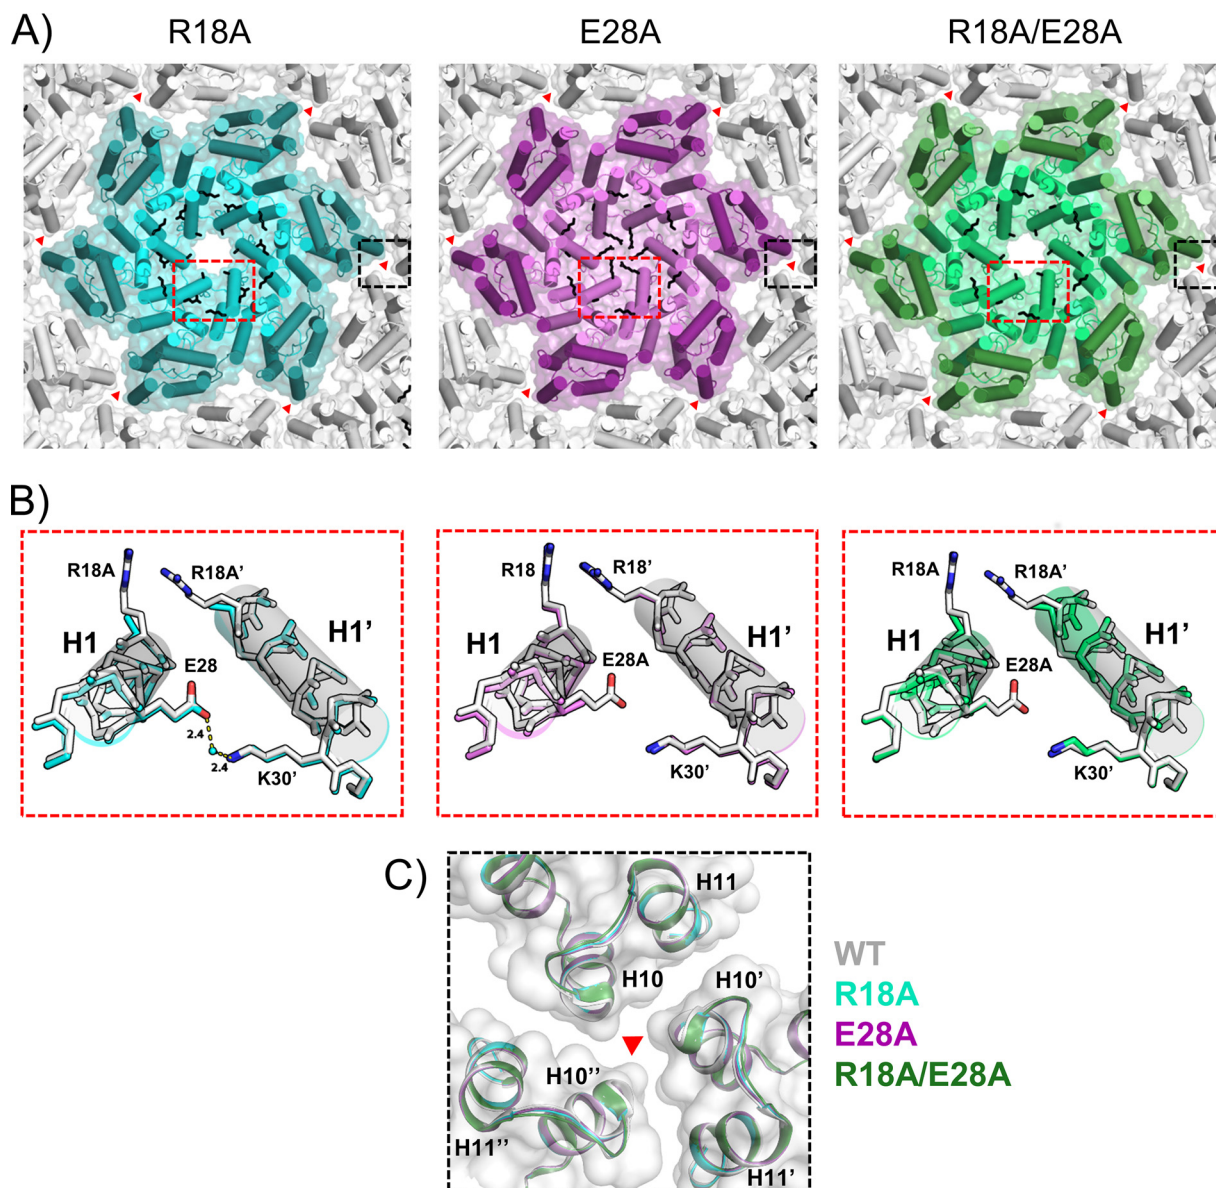 A)
R18A
E28A
R18A/E28A
B)
R18A
R18A’
H1
H1’
E28
2.4
2.4
K30’
R18
R18’
H1
H1’
E28A
K30’
R18A
R18A’
H1
H1’
E28A
K30’
C)
H11
H10
H10’
H10’’
H11’’
H11’
WT
R18A
E28A
R18A/E28A